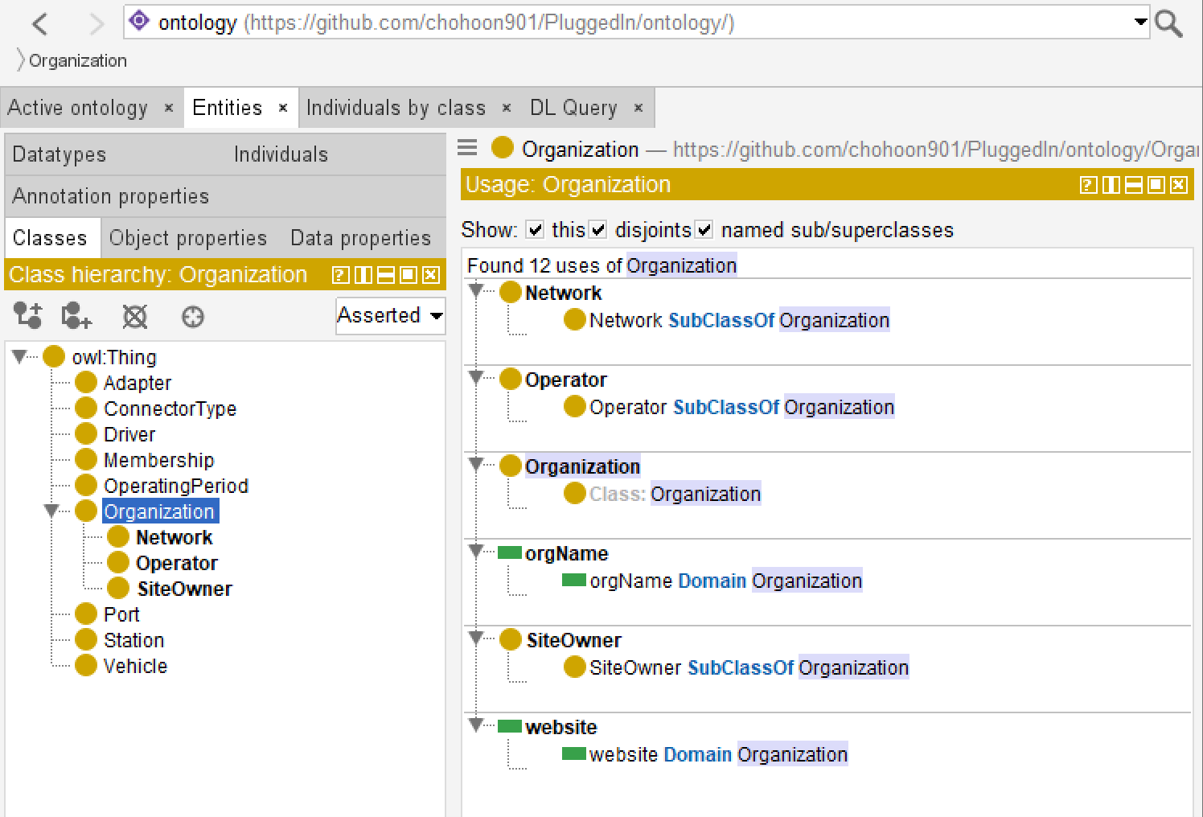 ontology (https://github.com/chohoon901/PluggedIn/ontology/)
Organization
Active ontology × Entities × Individuals by class × DL Query ×
Datatypes Individuals
Annotation properties
Classes Object properties Data properties
Class hierarchy: Organization
Asserted
owl:Thing
Adapter
ConnectorType
Driver
Membership
OperatingPeriod
Organization
Network
Operator
SiteOwner
Port
Station
Vehicle
Organization — https://github.com/chohoon901/PluggedIn/ontology/Orga
Usage: Organization
Show: this disjoints named sub/superclasses
Found 12 uses of Organization
Network
Network SubClassOf Organization
Operator
Operator SubClassOf Organization
Organization
Class: Organization
orgName
orgName Domain Organization
SiteOwner
SiteOwner SubClassOf Organization
website
website Domain Organization